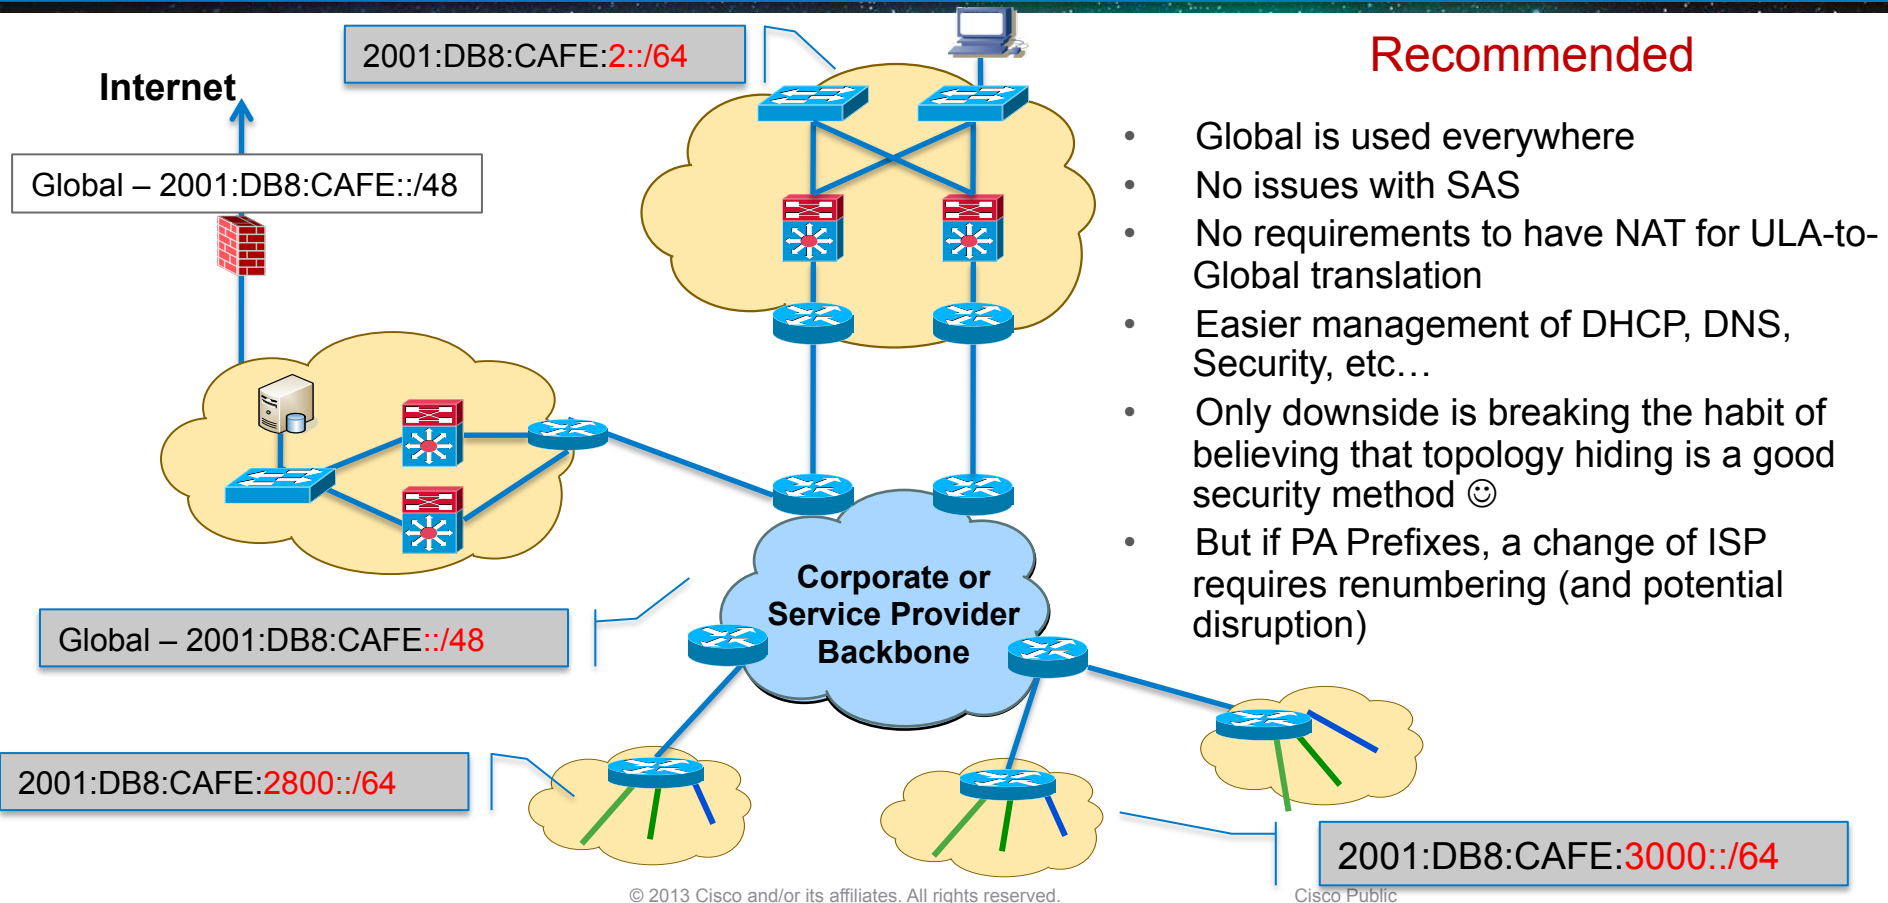 2001:DB8:CAFE:2::/64
Internet
Global – 2001:DB8:CAFE::/48
Recommended
• Global is used everywhere
• No issues with SAS
• No requirements to have NAT for ULA-to-
Global translation
• Easier management of DHCP, DNS,
Security, etc…
• Only downside is breaking the habit of
believing that topology hiding is a good
security method ☺
• But if PA Prefixes, a change of ISP
requires renumbering (and potential
disruption)
Corporate or
Service Provider
Backbone
Global – 2001:DB8:CAFE::/48
2001:DB8:CAFE:2800::/64
2001:DB8:CAFE:3000::/64
© 2013 Cisco and/or its affiliates. All rights reserved.
Cisco Public